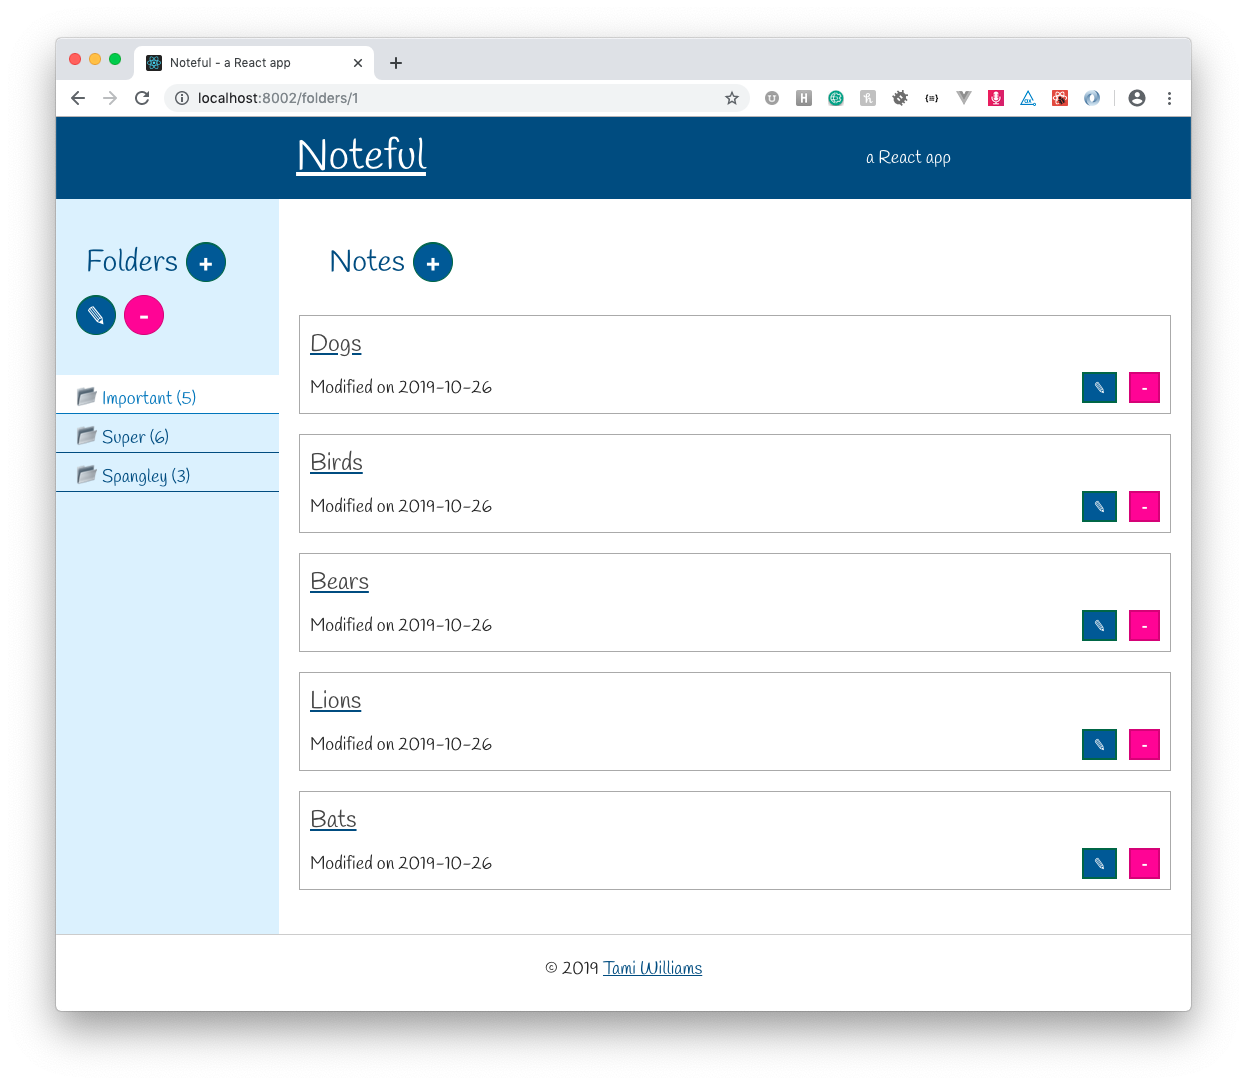 Noteful - a React app
localhost:8002/folders/1
Noteful
a React app
Folders +
-
Important (5)
Super (6)
Spangley (3)
Notes +
Dogs
Modified on 2019-10-26
-
Birds
Modified on 2019-10-26
-
Bears
Modified on 2019-10-26
-
Lions
Modified on 2019-10-26
-
Bats
Modified on 2019-10-26
-
© 2019 Tami Williams